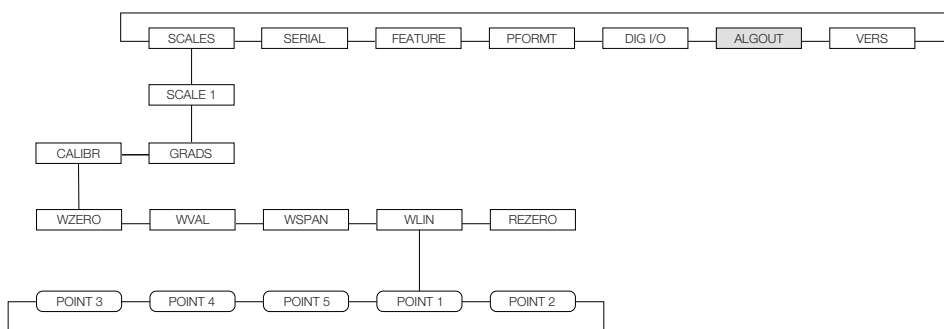 SCALES SERIAL FEATURE PFORMT DIG I/O ALGOUT VERS
SCALE 1
CALIBR GRADS
WZERO WVAL WSPAN WLIN REZERO
POINT 3 POINT 4 POINT 5 POINT 1 POINT 2